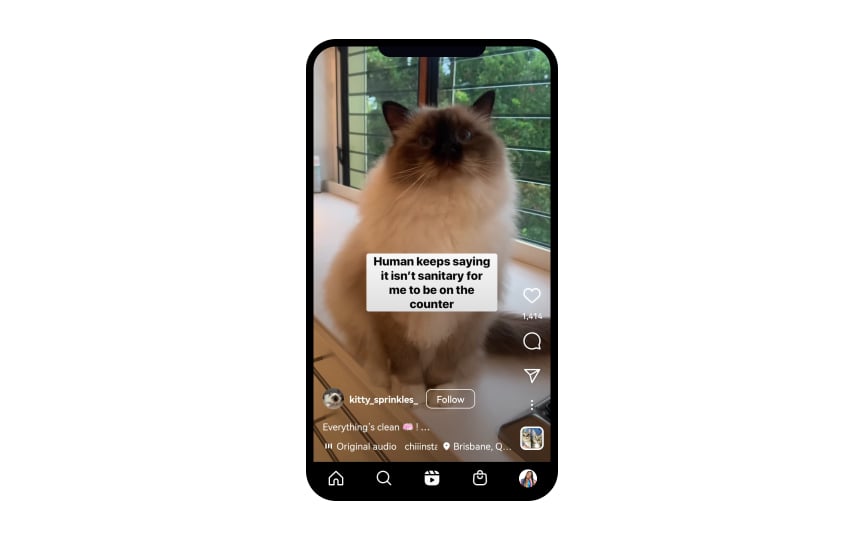 Human keeps saying
it isn't sanitary for
me to be on the
counter
1,414
kitty_sprinkles_ Follow
Everything's clean 🧠 ! ...
Original audio chiiinsta Brisbane, Q...